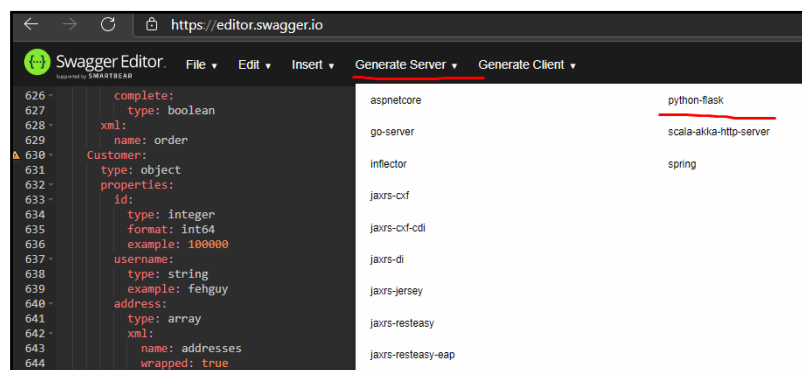 https://editor.swagger.io
{··} Swagger Editor. File ▾ Edit ▾ Insert ▾ Generate Server ▾ Generate Client ▾
Supported by SMARTBEAR
626 complete:
627 type: boolean
628 xml:
629 name: order
630 Customer:
631 type: object
632 properties:
633 id:
634 type: integer
635 format: int64
636 example: 100000
637 username:
638 type: string
639 example: fehguy
640 address:
641 type: array
642 xml:
643 name: addresses
644 wrapped: true
aspnetcore
go-server
inflector
jaxrs-cxf
jaxrs-cxf-cdi
jaxrs-di
jaxrs-jersey
jaxrs-resteasy
jaxrs-resteasy-eap
python-flask
scala-akka-http-server
spring